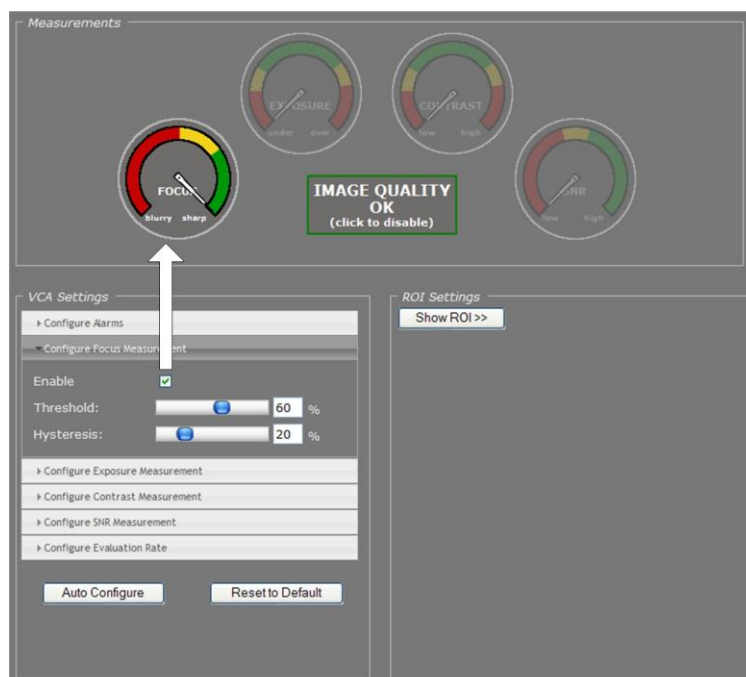 Measurements
EXPOSURE
under over
CONTRAST
low high
FOCUS
blurry sharp
IMAGE QUALITY
OK
(click to disable)
SNR
low high
VCA Settings
Configure Alarms
Configure Focus Measurement
Enable
Threshold: 60 %
Hysteresis: 20 %
Configure Exposure Measurement
Configure Contrast Measurement
Configure SNR Measurement
Configure Evaluation Rate
Auto Configure
Reset to Default
ROI Settings
Show ROI >>